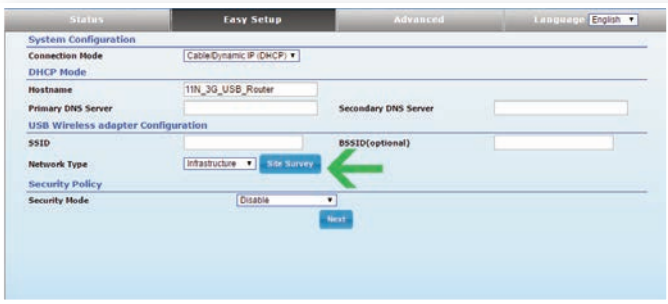 Status Easy Setup Advanced Language English
System Configuration
Connection Mode Cable/Dynamic IP (DHCP)
DHCP Mode
Hostname 11N_3G_USB_Router
Primary DNS Server Secondary DNS Server
USB Wireless adapter Configuration
SSID BSSID(optional)
Network Type Infrastructure Site Survey
Security Policy
Security Mode Disable
Next